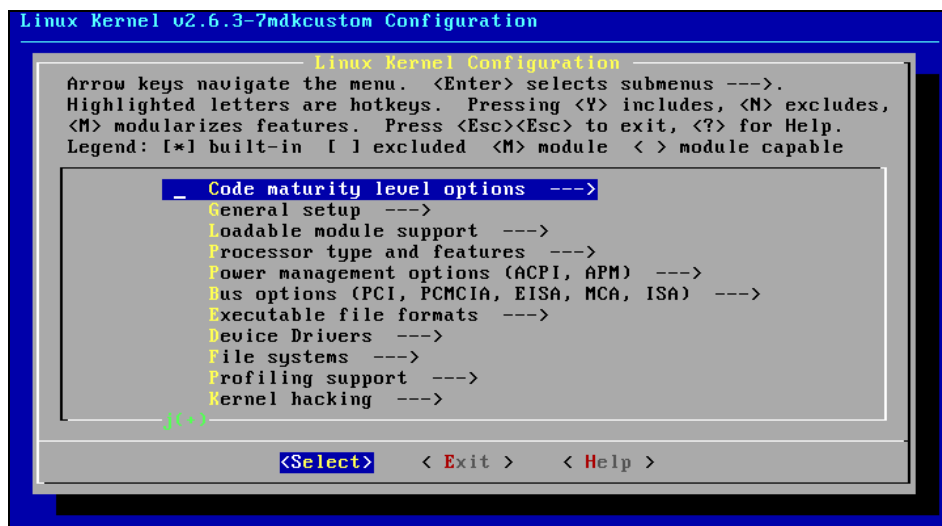 Linux Kernel v2.6.3-7mdkcustom Configuration
Linux Kernel Configuration
Arrow keys navigate the menu. <Enter> selects submenus --->.
Highlighted letters are hotkeys. Pressing <Y> includes, <N> excludes,
<M> modularizes features. Press <Esc><Esc> to exit, <?> for Help.
Legend: [*] built-in [ ] excluded <M> module < > module capable
_ Code maturity level options --->
General setup --->
Loadable module support --->
Processor type and features --->
Power management options (ACPI, APM) --->
Bus options (PCI, PCMCIA, EISA, MCA, ISA) --->
Executable file formats --->
Device Drivers --->
File systems --->
Profiling support --->
Kernel hacking --->
j(+)
<Select> < Exit > < Help >